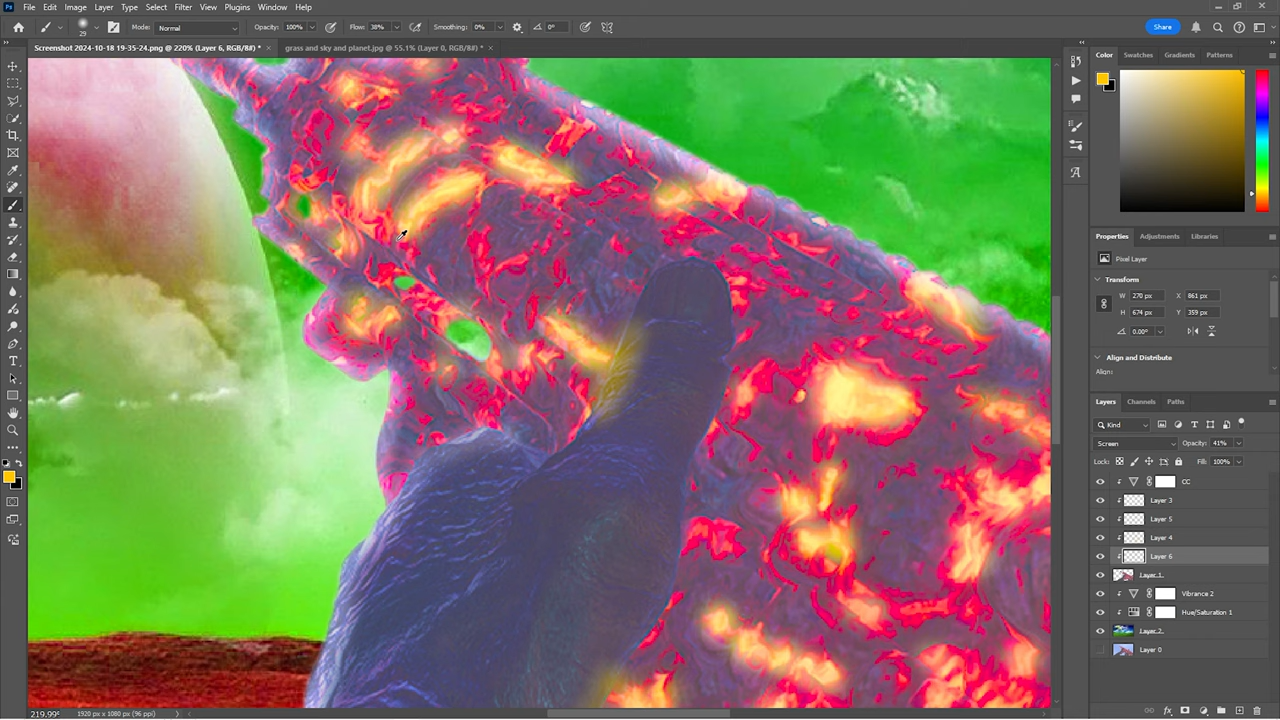 File Edit Image Layer Type Select Filter View Plugins Window Help
Mode: Normal Opacity: 100% Flow: 38% Smoothing: 0% 0° Share
29
Screenshot 2024-10-18 19-35-24.png @ 220% (Layer 6, RGB/8#) * × grass and sky and planet.jpg @ 55.1% (Layer 0, RGB/8#) * ×
Color Swatches Gradients Patterns
Properties Adjustments Libraries
Pixel Layer
Transform
W 270 px X 861 px
H 674 px Y 359 px
0.00°
Align and Distribute
Align:
Layers Channels Paths
Kind
Screen Opacity: 41%
Lock: Fill: 100%
CC
Layer 3
Layer 5
Layer 4
Layer 6
Layer 1
Vibrance 2
Hue/Saturation 1
Layer 2
Layer 0
219.99% 1920 px x 1080 px (96 ppi)